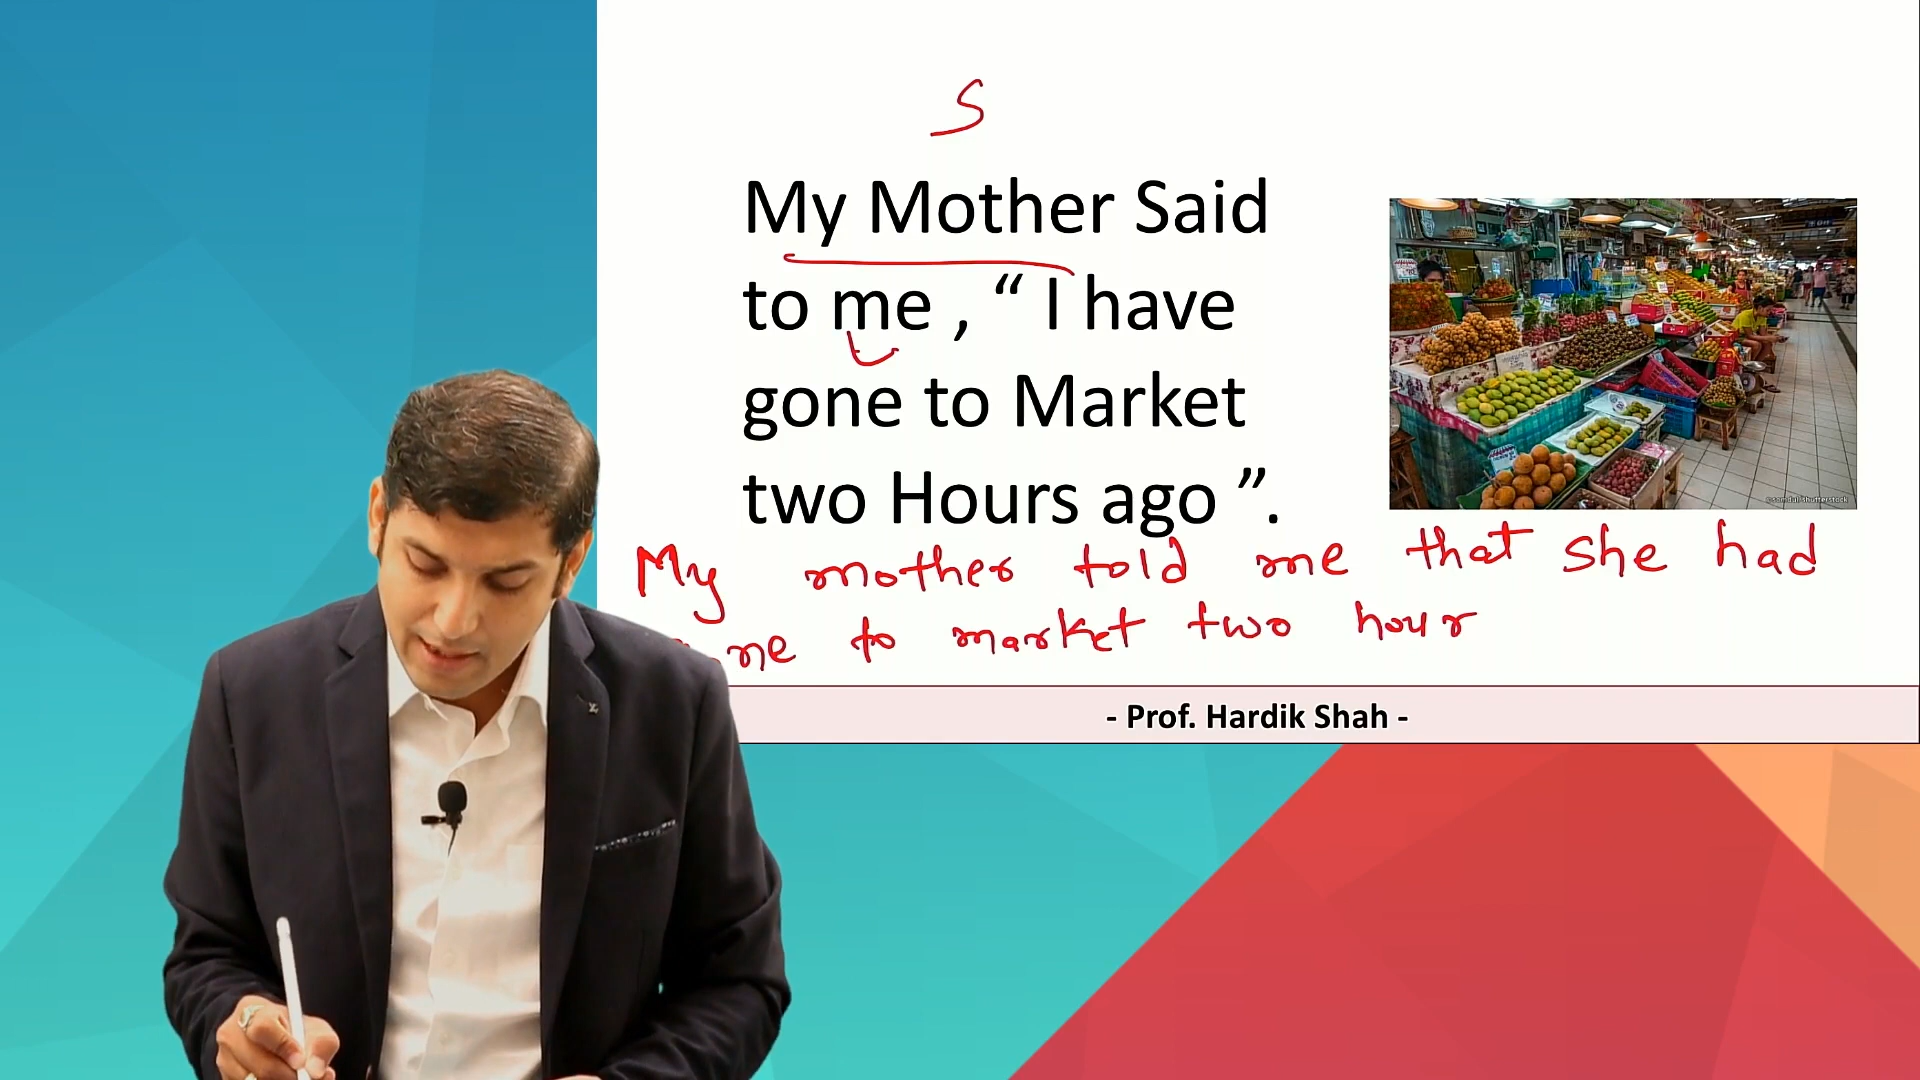 S
My Mother Said
to me , “ I have
gone to Market
two Hours ago ”.
My mother told me that she had
to market two hour
- Prof. Hardik Shah -